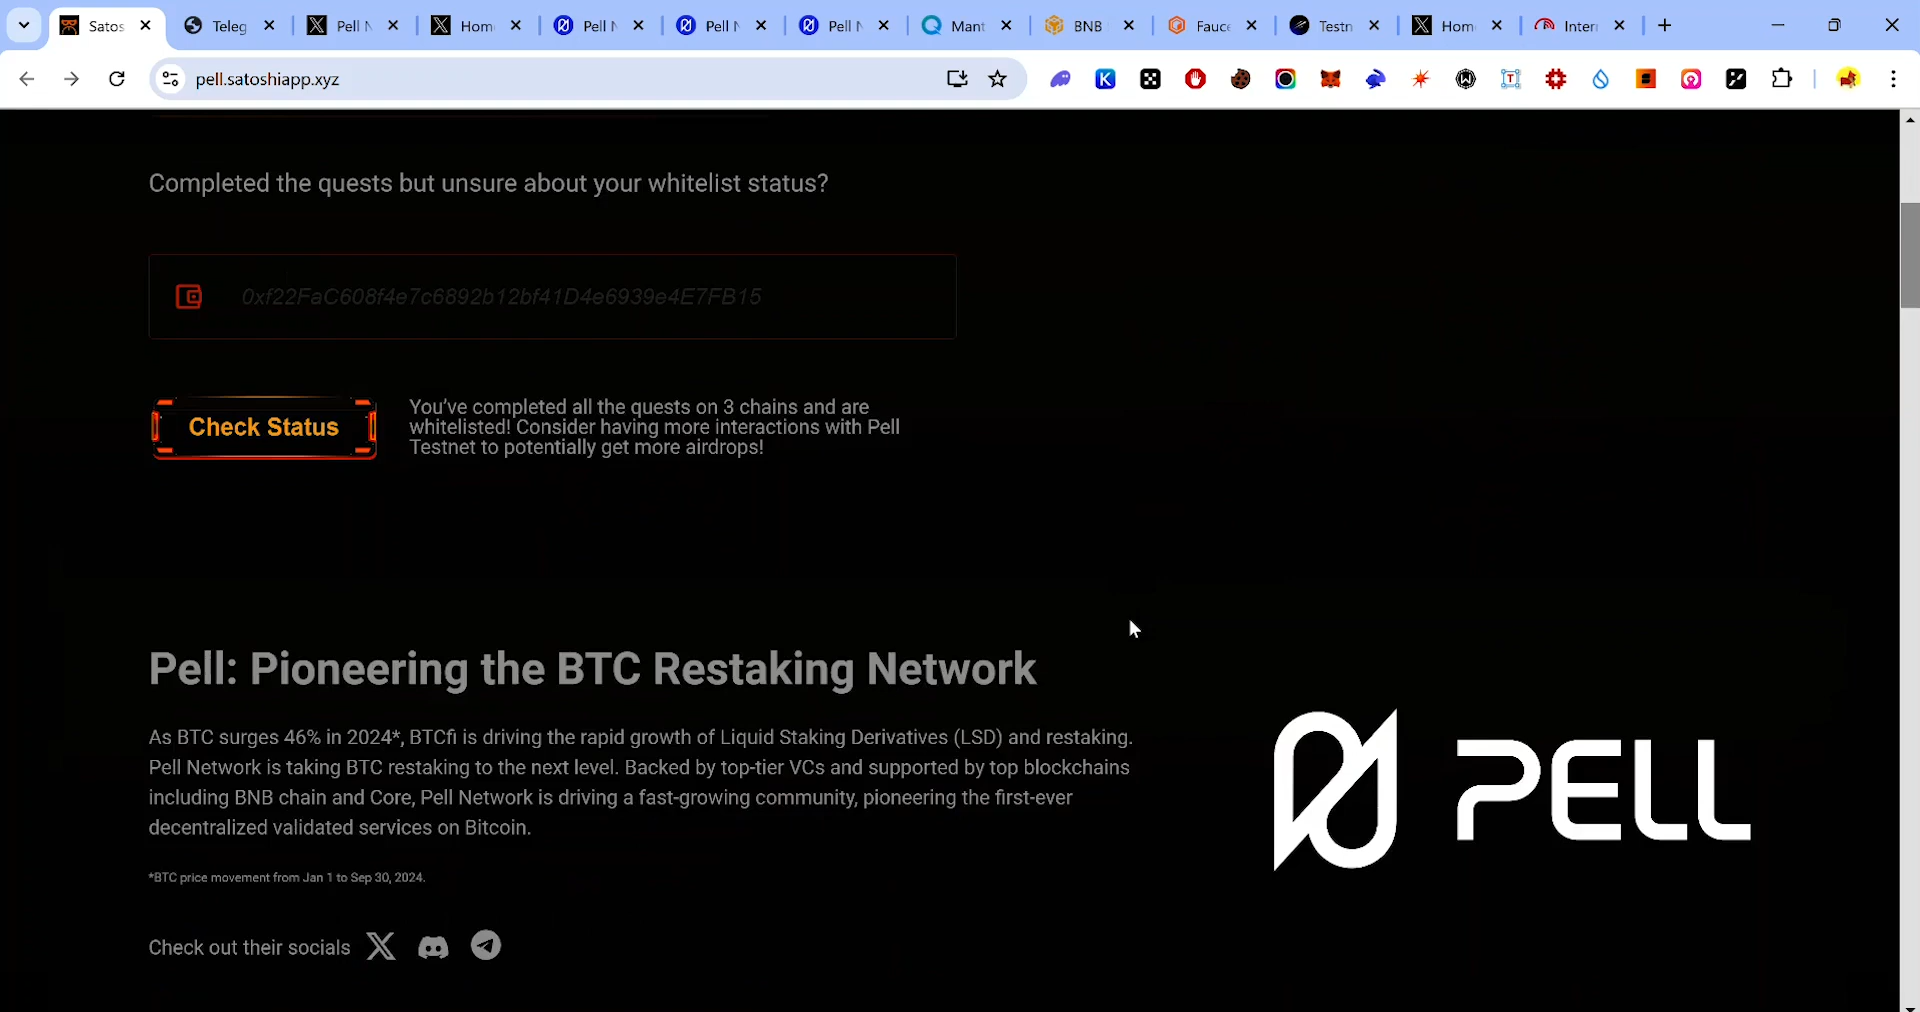 Satos
Teleg
Pell N
Hom
Pell N
Pell N
Pell N
Mant
BNB
Fauce
Testn
Hom
Inter
pell.satoshiapp.xyz
Completed the quests but unsure about your whitelist status?
0xf22FaC608f4e7c6892b12bf41D4e6939e4E7FB15
Check Status
You've completed all the quests on 3 chains and are
whitelisted! Consider having more interactions with Pell
Testnet to potentially get more airdrops!
Pell: Pioneering the BTC Restaking Network
As BTC surges 46% in 2024*, BTCfi is driving the rapid growth of Liquid Staking Derivatives (LSD) and restaking.
Pell Network is taking BTC restaking to the next level. Backed by top-tier VCs and supported by top blockchains
including BNB chain and Core, Pell Network is driving a fast-growing community, pioneering the first-ever
decentralized validated services on Bitcoin.
PELL
*BTC price movement from Jan 1 to Sep 30, 2024.
Check out their socials